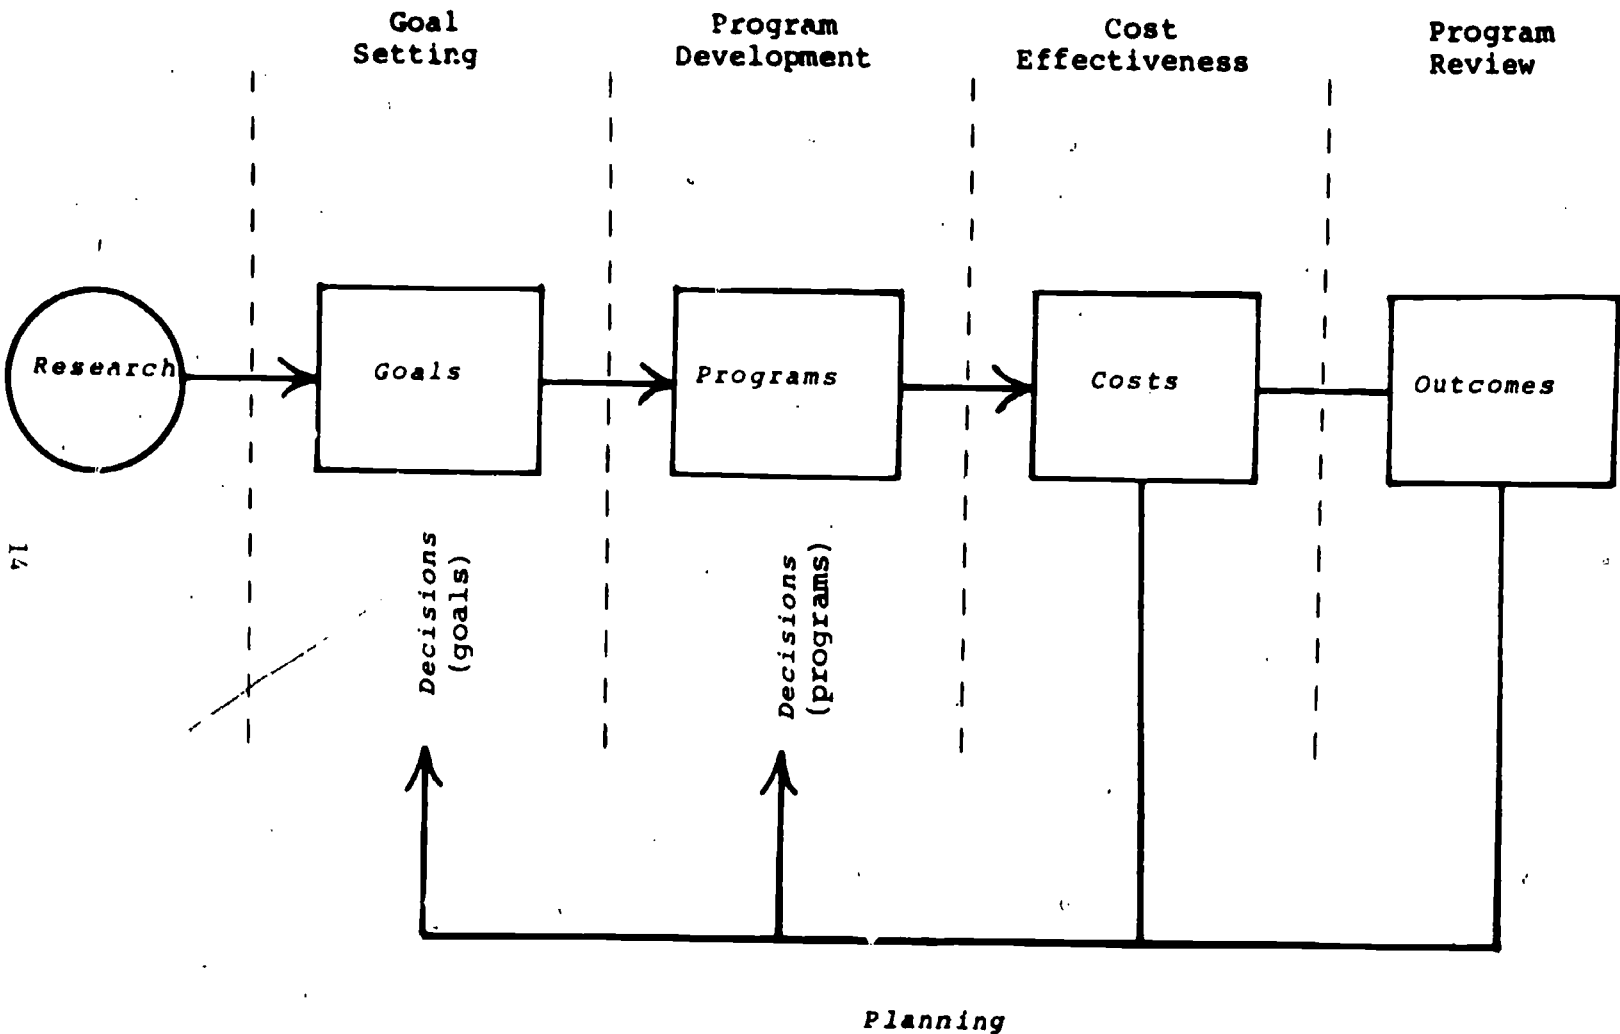 Goal
Setting
Program
Development
Cost
Effectiveness
Program
Review
Research
Goals
Programs
Costs
Outcomes
Decisions
(goals)
Decisions
(programs)
14
Planning